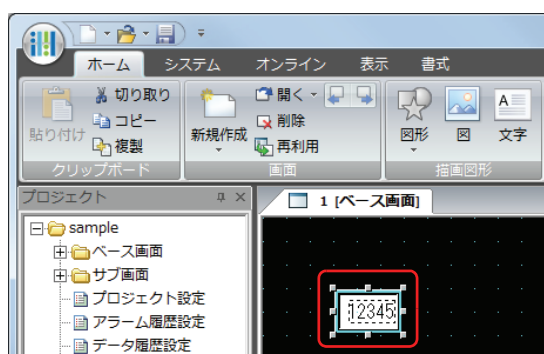 ホーム システム オンライン 表示 書式
貼り付け 切り取り コピー 複製
クリップボード
新規作成 開く 削除 再利用
画面
図形 図 文字
描画図形
プロジェクト
sample
ベース画面
サブ画面
プロジェクト設定
アラーム履歴設定
データ履歴設定
1 [ベース画面]
12345